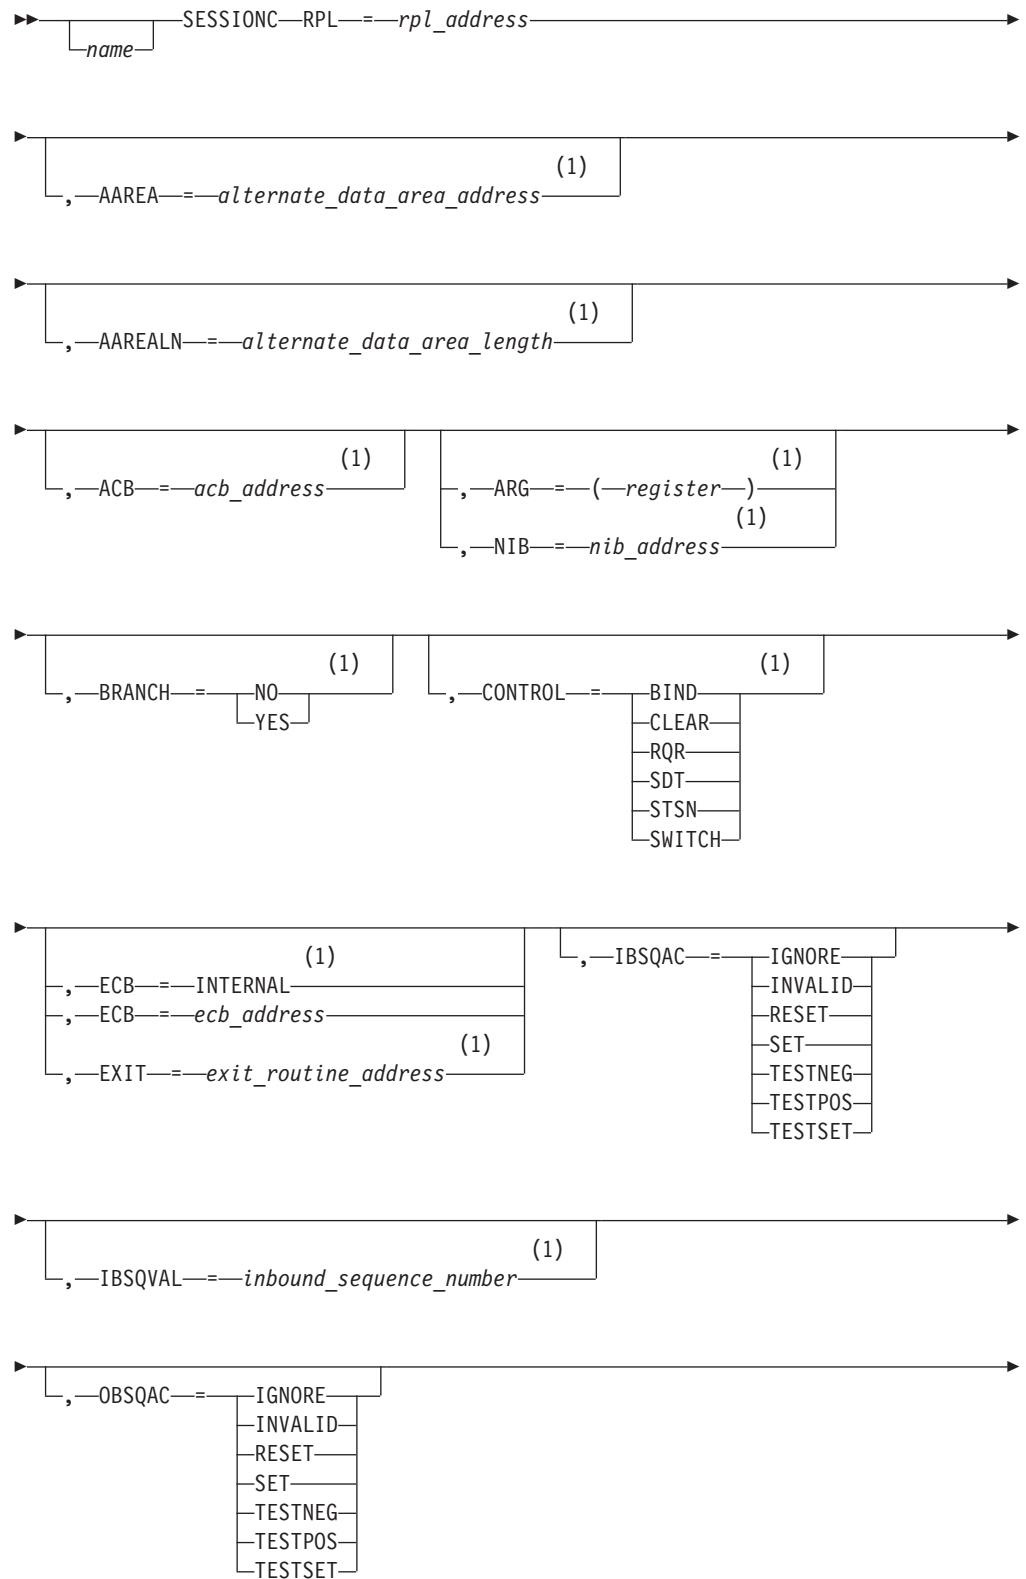 SESSIONC RPL = rpl_address
name
(1)
, AAREA = alternate_data_area_address
(1)
, AAREALN = alternate_data_area_length
(1) (1)
, ACB = acb_address , ARG = ( register )
(1)
, NIB = nib_address
(1) (1)
, BRANCH = NO , CONTROL = BIND
YES CLEAR
RQR
SDT
STSN
SWITCH
(1) , IBSQAC = IGNORE
, ECB = INTERNAL INVALID
, ECB = ecb_address RESET
(1) SET
, EXIT = exit_routine_address TESTNEG
TESTPOS
TESTSET
(1)
, IBSQVAL = inbound_sequence_number
, OBSQAC = IGNORE
INVALID
RESET
SET
TESTNEG
TESTPOS
TESTSET